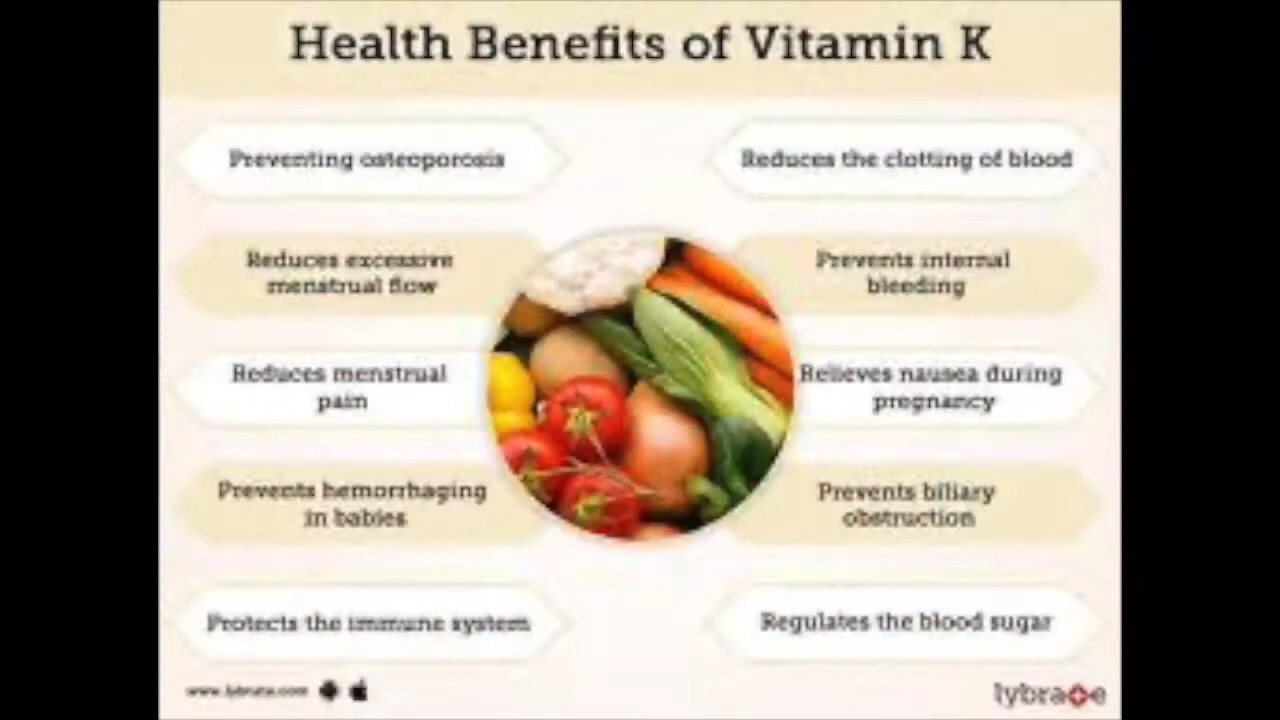 Health Benefits of Vitamin K
Preventing osteoporosis
Reduces the clotting of blood
Reduces excessive
menstrual flow
Prevents internal
bleeding
Reduces menstrual
pain
Relieves nausea during
pregnancy
Prevents hemorrhaging
in babies
Prevents biliary
obstruction
Protects the immune system
Regulates the blood sugar
www.lybrate.com
lybrate